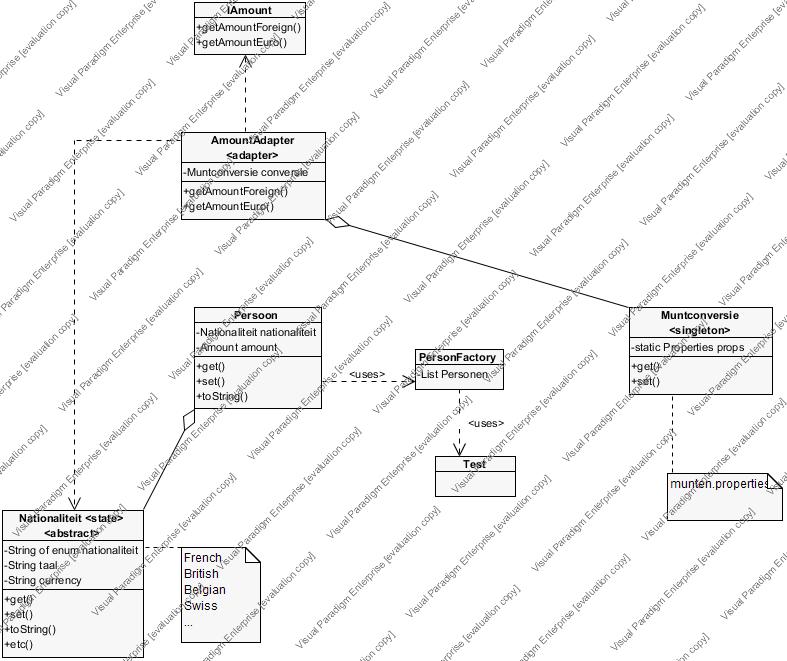 IAmount
+getAmountForeign()
+getAmountEuro()
AmountAdapter
<adapter>
-Muntconversie conversie
+getAmountForeign()
+getAmountEuro()
Persoon
-Nationaliteit nationaliteit
-Amount amount
+get()
+set()
+toString()
<uses>
PersonFactory
-List Personen
<uses>
Test
Muntconversie
<singleton>
-static Properties props
+get()
+set()
munten.properties
Nationaliteit <state>
<abstract>
-String of enum nationaliteit
-String taal
-String currency
+get()
+set()
+toString()
+etc()
French
British
Belgian
Swiss
...
Visual Paradigm Enterprise [evaluation copy]